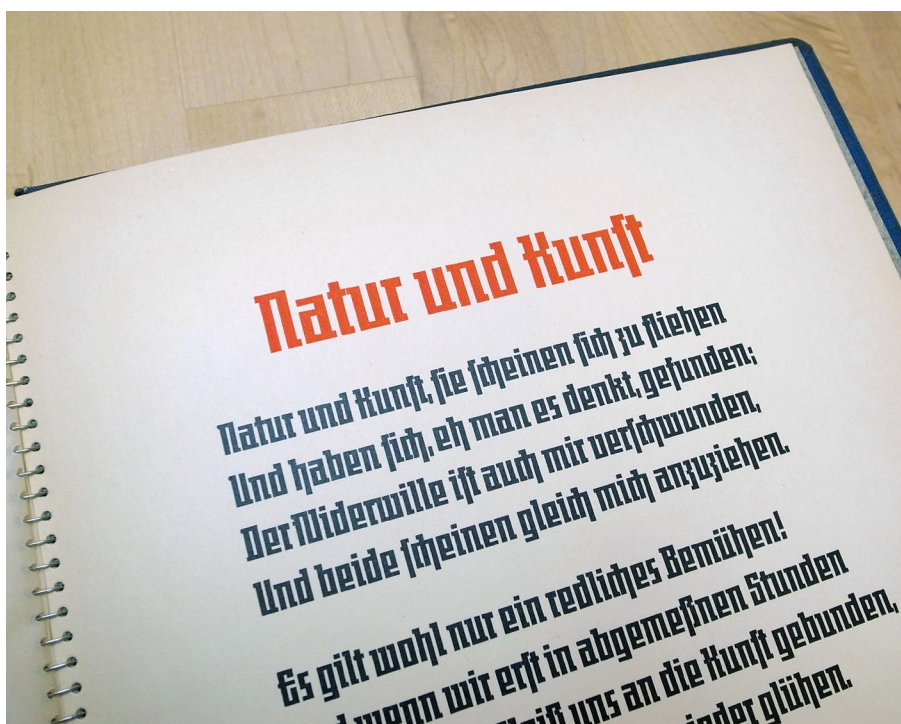 Natur und Kunſt
Natur und Kunſt, ſie ſcheinen ſich zu fliehen
Und haben ſich, eh man es denkt, gefunden;
Der Widerwille iſt auch mir verſchwunden,
Und beide ſcheinen gleich mich anzuziehen.
Es gilt wohl nur ein redliches Bemühen!
wenn wir erſt in abgemeßnen Stunden
uns an die Kunſt gebunden,
glühen.